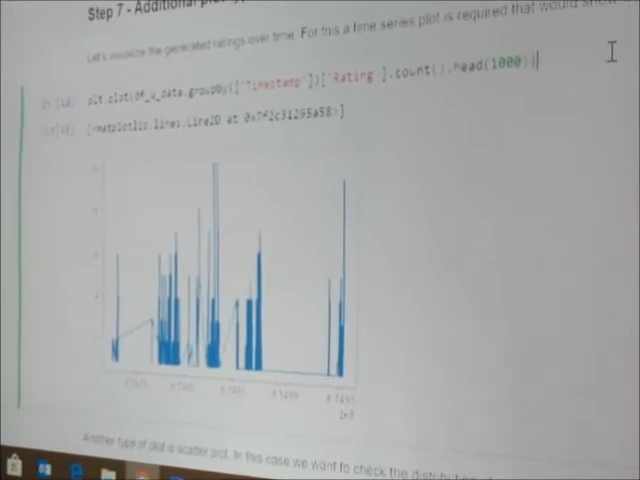 Step 7 - Additional
Let's visualize the generated ratings over time. For this a time series plot is required that would show
plt.plot(df_u_data.groupby(['Timestamp'])['Rating'].count().head(1000))
[<matplotlib.lines.Line2D at 0x7f2c31295a58>]
1e8
Another type of plot is scatter plot. In this case we want to check the